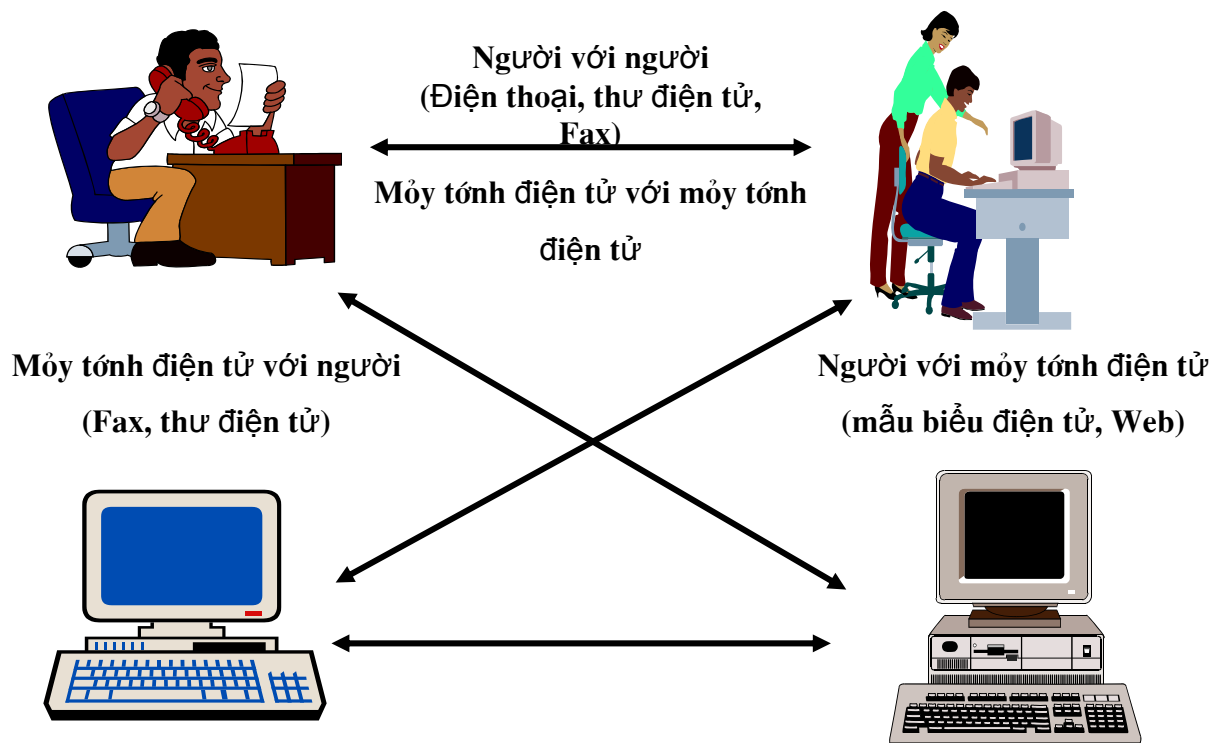 Người với người
(Điện thoại, thư điện tử,
Fax)
Mỏy tớnh điện tử với mỏy tớnh
điện tử
Mỏy tớnh điện tử với người
(Fax, thư điện tử)
Người với mỏy tớnh điện tử
(mẫu biểu điện tử, Web)